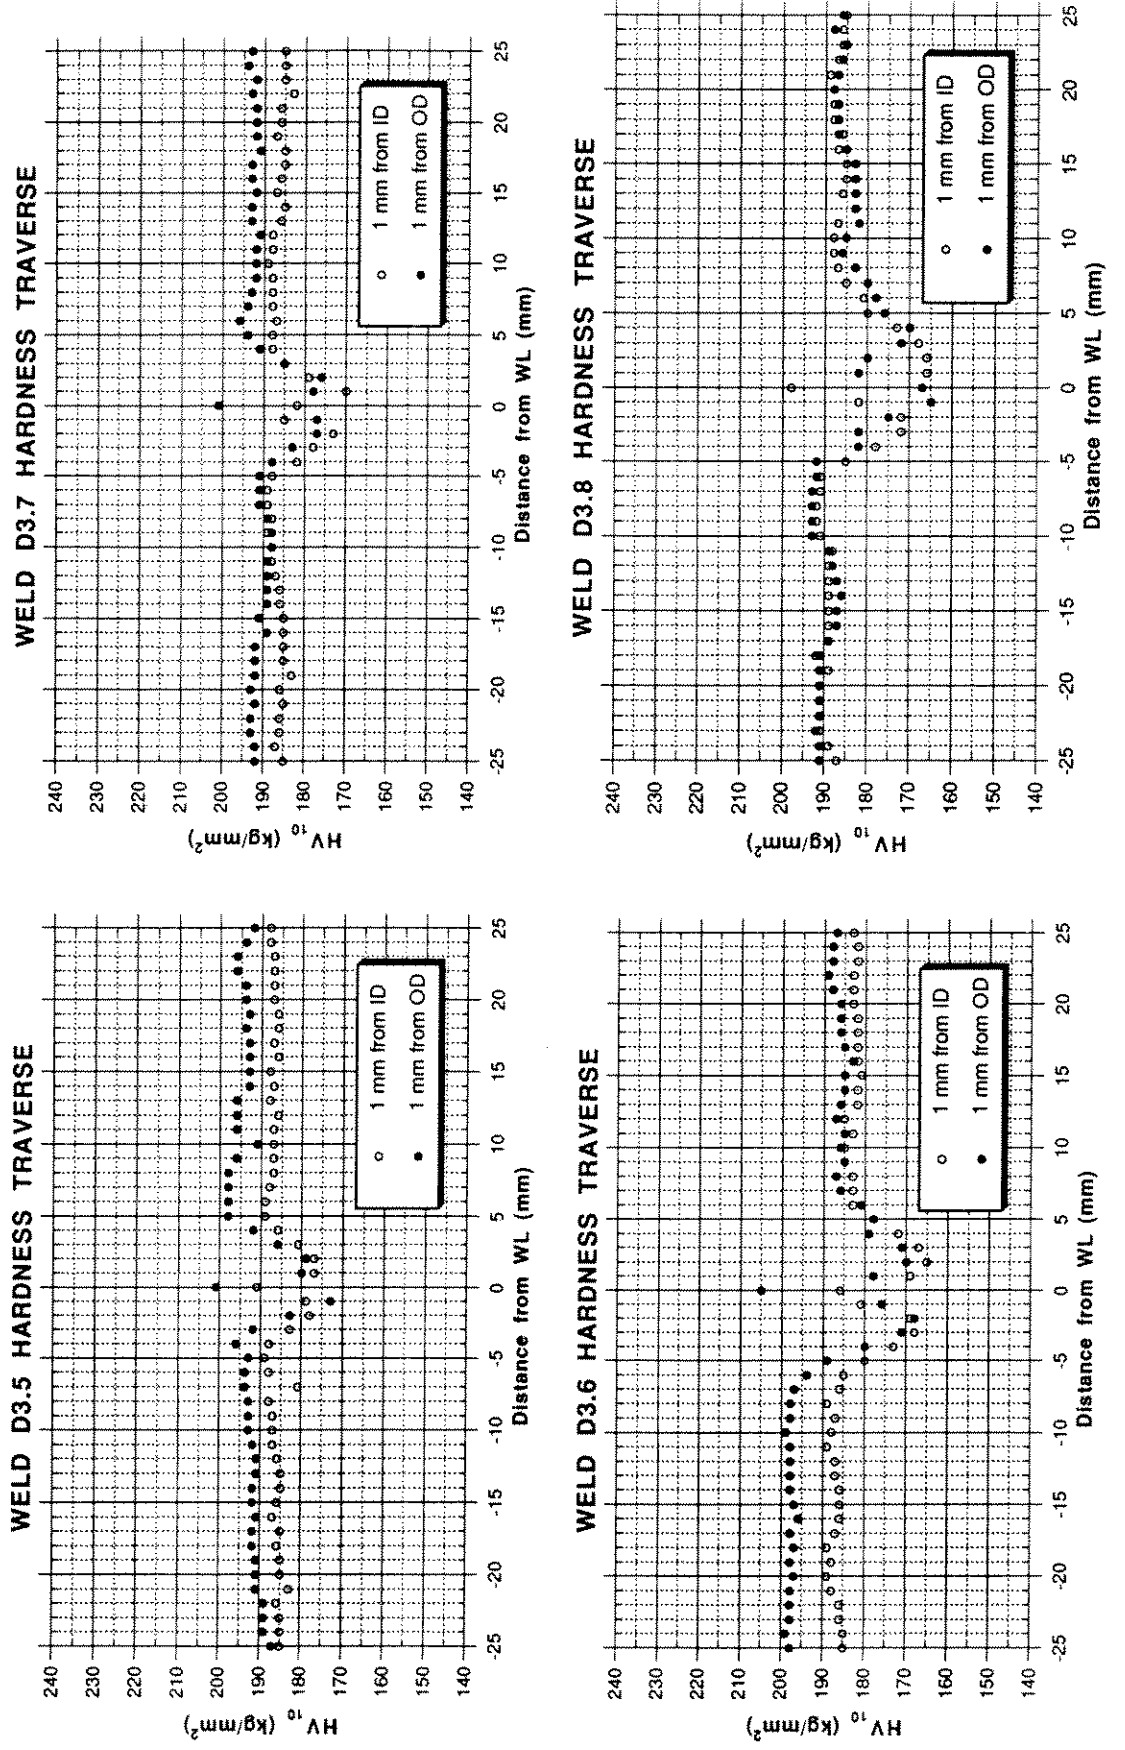 WELD D3.5 HARDNESS TRAVERSE
HV10 (kg/mm2)
240
230
220
210
200
190
180
170
160
150
140
1 mm from ID
1 mm from OD
-25 -20 -15 -10 -5 0 5 10 15 20 25
Distance from WL (mm)
WELD D3.7 HARDNESS TRAVERSE
HV10 (kg/mm2)
240
230
220
210
200
190
180
170
160
150
140
1 mm from ID
1 mm from OD
-25 -20 -15 -10 -5 0 5 10 15 20 25
Distance from WL (mm)
WELD D3.6 HARDNESS TRAVERSE
HV10 (kg/mm2)
240
230
220
210
200
190
180
170
160
150
140
1 mm from ID
1 mm from OD
-25 -20 -15 -10 -5 0 5 10 15 20 25
Distance from WL (mm)
WELD D3.8 HARDNESS TRAVERSE
HV10 (kg/mm2)
240
230
220
210
200
190
180
170
160
150
140
1 mm from ID
1 mm from OD
-25 -20 -15 -10 -5 0 5 10 15 20 25
Distance from WL (mm)